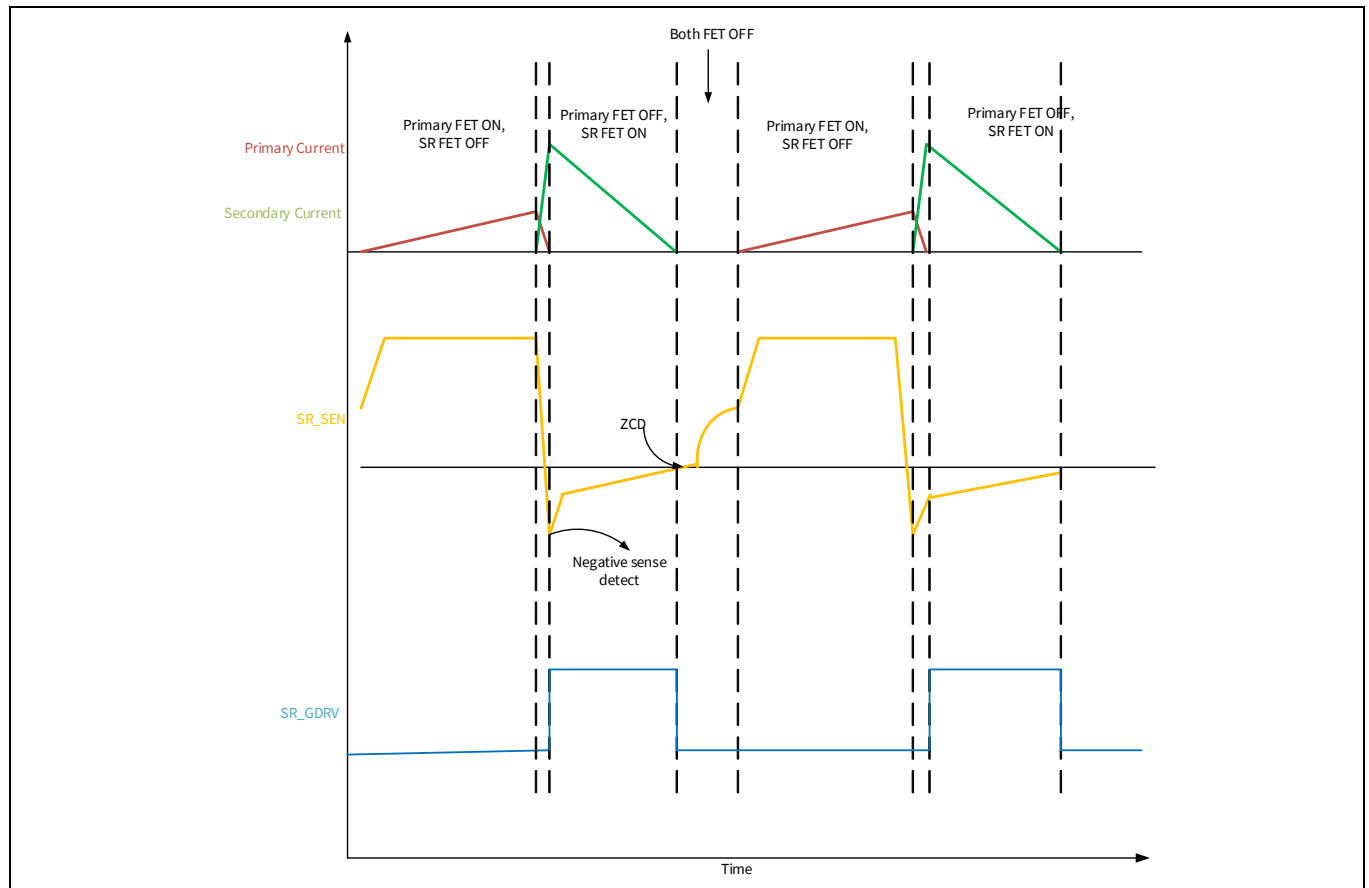 Both FET OFF
Primary FET ON,
SR FET OFF
Primary FET OFF,
SR FET ON
Primary FET ON,
SR FET OFF
Primary FET OFF,
SR FET ON
Primary Current
Secondary Current
SR_SEN
ZCD
Negative sense
detect
SR_GDRV
Time